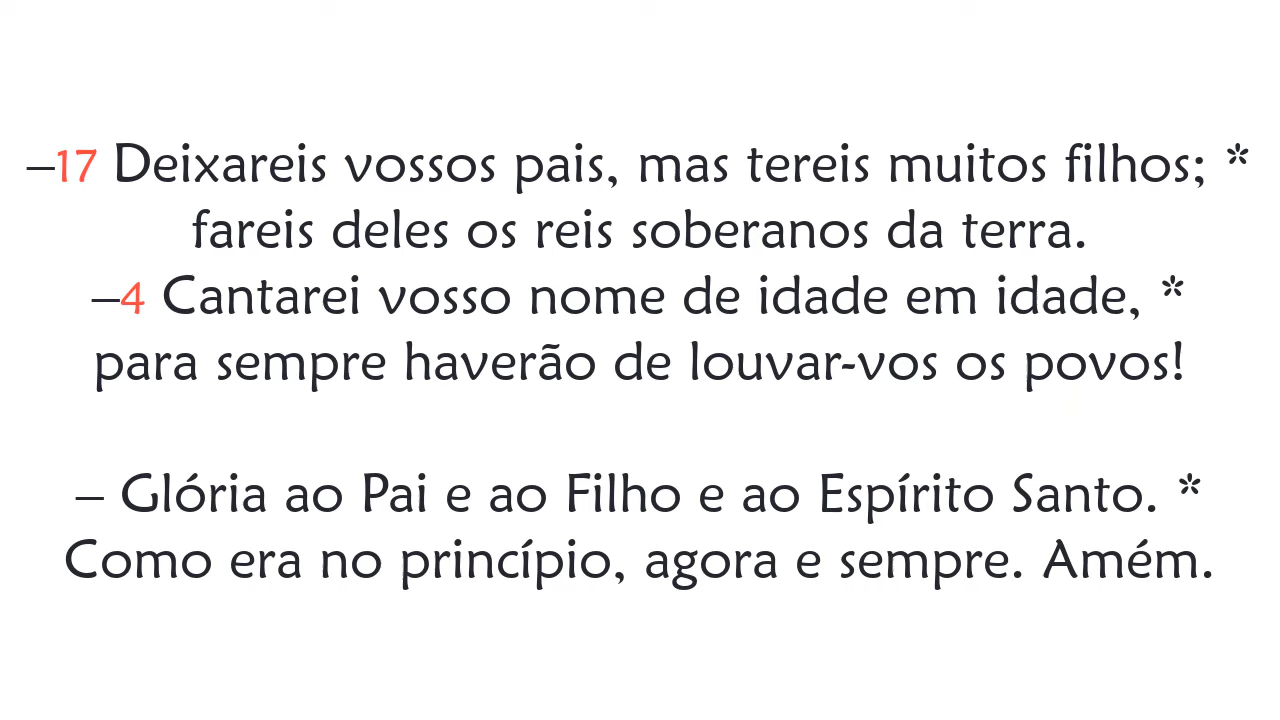 –17 Deixareis vossos pais, mas tereis muitos filhos; *
fareis deles os reis soberanos da terra.
–4 Cantarei vosso nome de idade em idade, *
para sempre haverão de louvar-vos os povos!
– Glória ao Pai e ao Filho e ao Espírito Santo. *
Como era no princípio, agora e sempre. Amém.